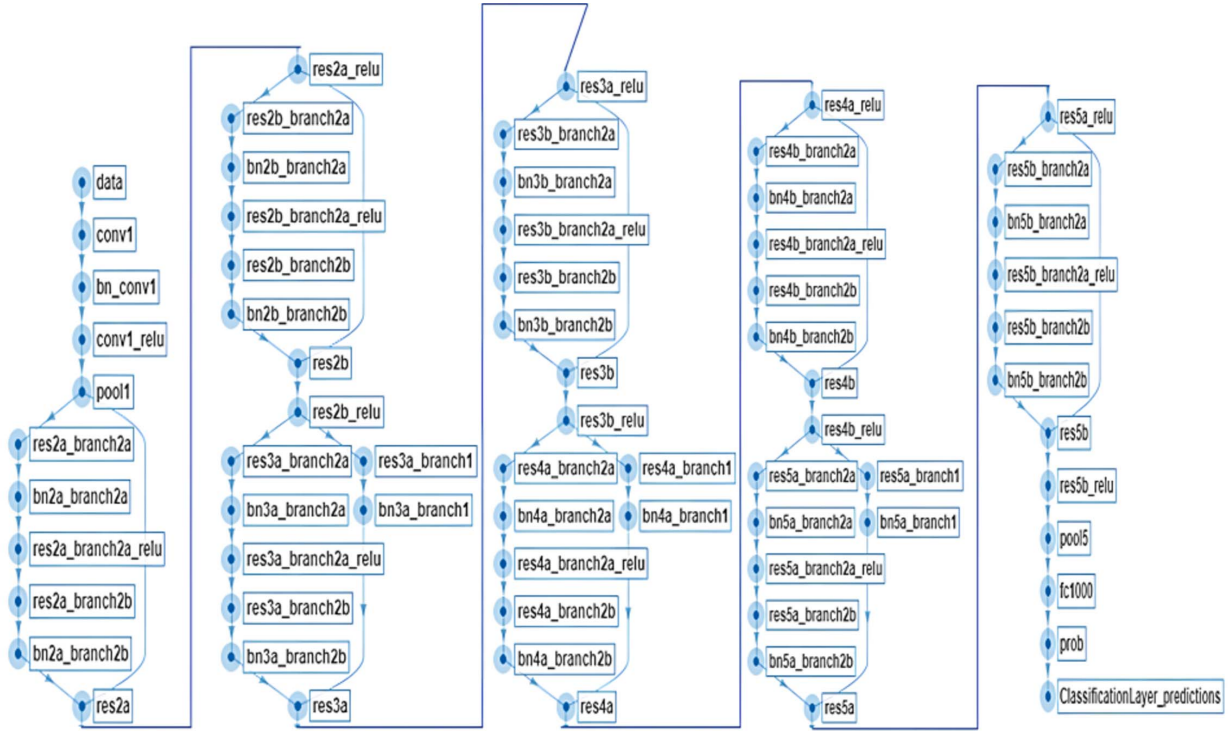 data
conv1
bn_conv1
conv1_relu
pool1
res2a_branch2a
bn2a_branch2a
res2a_branch2a_relu
res2a_branch2b
bn2a_branch2b
res2a
res2a_relu
res2b_branch2a
bn2b_branch2a
res2b_branch2a_relu
res2b_branch2b
bn2b_branch2b
res2b
res2b_relu
res3a_branch2a
res3a_branch1
bn3a_branch2a
bn3a_branch1
res3a_branch2a_relu
res3a_branch2b
bn3a_branch2b
res3a
res3a_relu
res3b_branch2a
bn3b_branch2a
res3b_branch2a_relu
res3b_branch2b
bn3b_branch2b
res3b
res3b_relu
res4a_branch2a
res4a_branch1
bn4a_branch2a
bn4a_branch1
res4a_branch2a_relu
res4a_branch2b
bn4a_branch2b
res4a
res4a_relu
res4b_branch2a
bn4b_branch2a
res4b_branch2a_relu
res4b_branch2b
bn4b_branch2b
res4b
res4b_relu
res5a_branch2a
res5a_branch1
bn5a_branch2a
bn5a_branch1
res5a_branch2a_relu
res5a_branch2b
bn5a_branch2b
res5a
res5a_relu
res5b_branch2a
bn5b_branch2a
res5b_branch2a_relu
res5b_branch2b
bn5b_branch2b
res5b
res5b_relu
pool5
fc1000
prob
ClassificationLayer_predictions